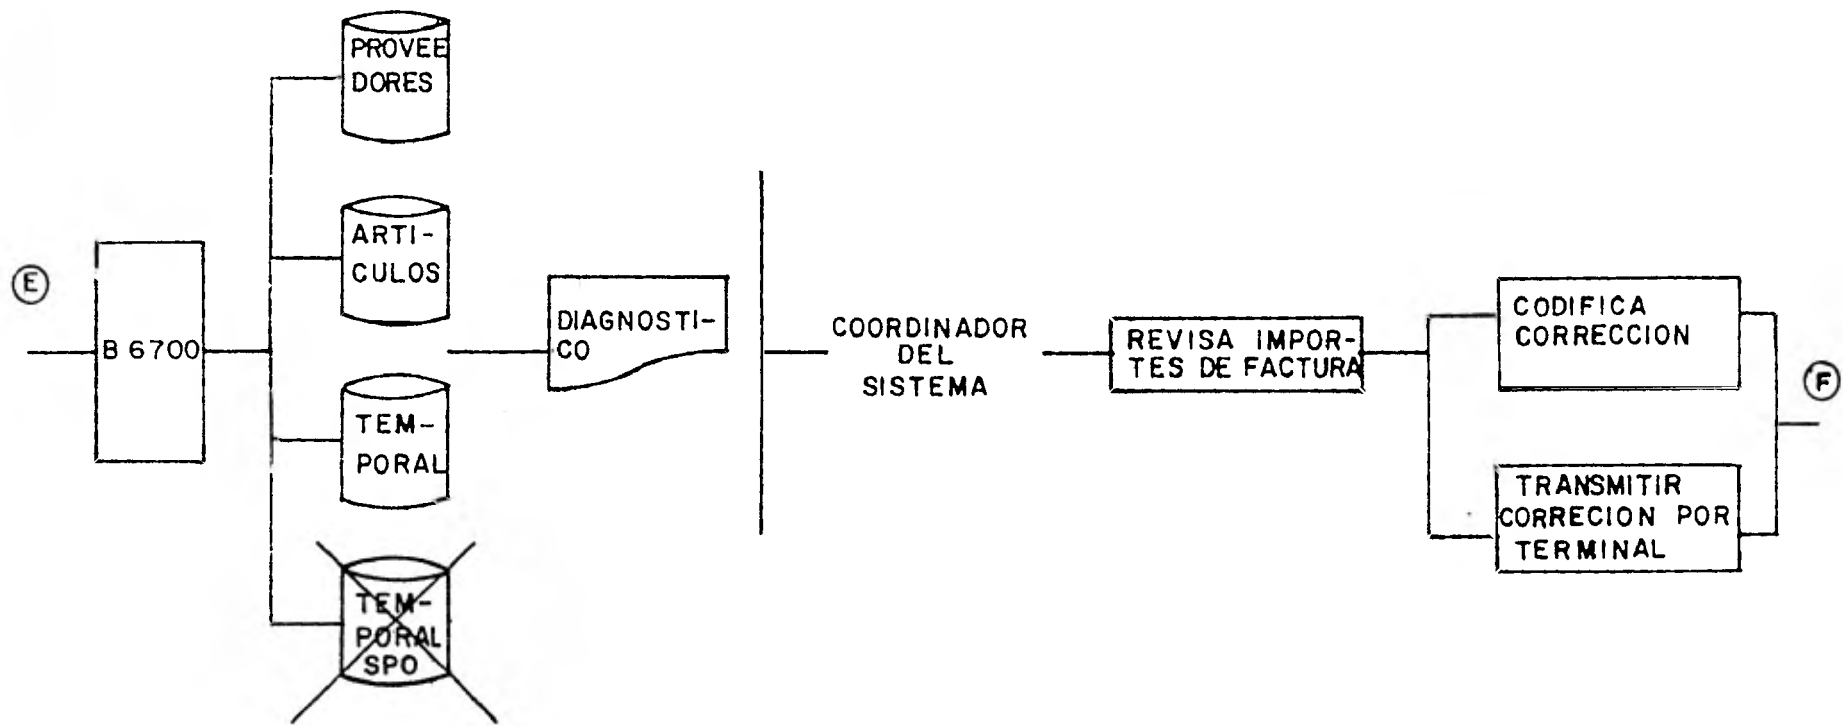 E
B 6700
PROVEE
DORES
ARTI-
CULOS
TEM-
PORAL
TEM-
PORAL
SPO
DIAGNOSTI-
CO
COORDINADOR
DEL
SISTEMA
REVISA IMPOR-
TES DE FACTURA
CODIFICA
CORRECCION
TRANSMITIR
CORRECION POR
TERMINAL
F